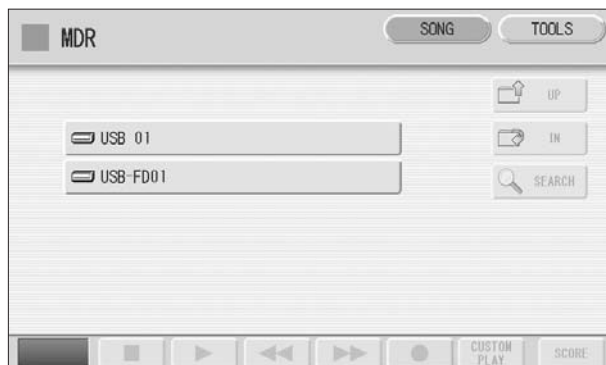 MDR
SONG
TOOLS
UP
USB 01
IN
USB-FD01
SEARCH
CUSTOM
PLAY
SCORE